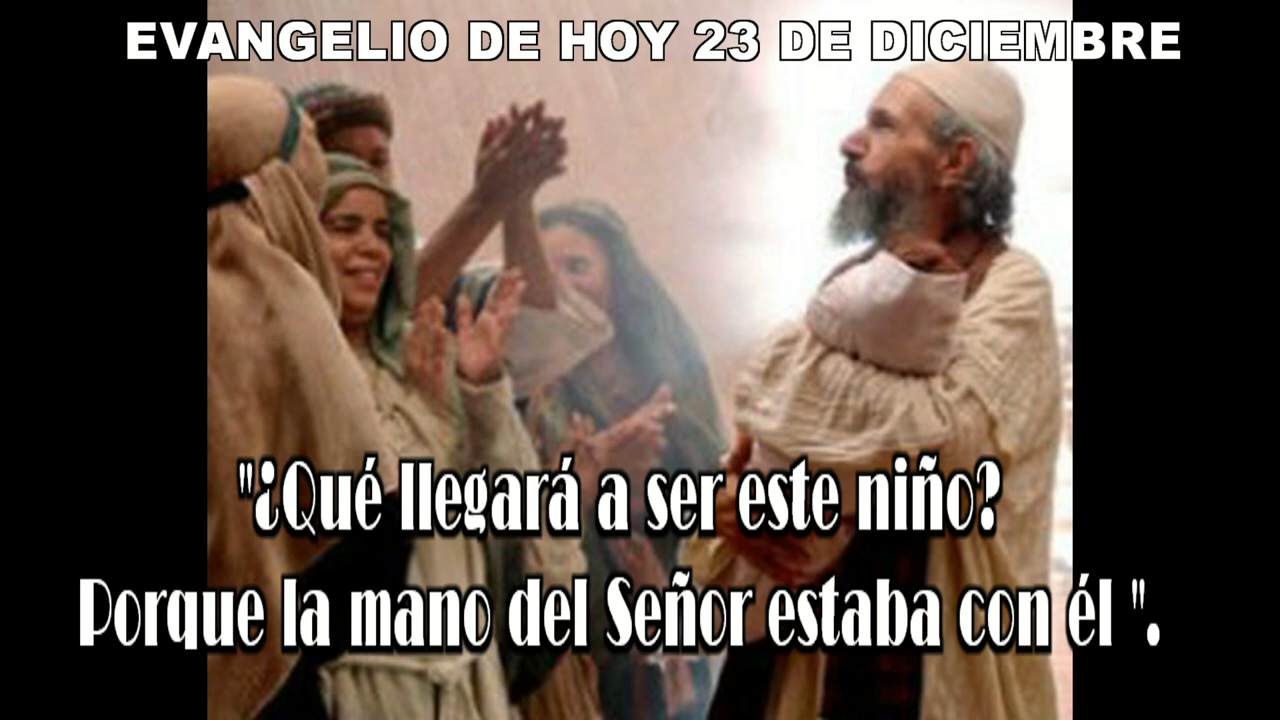 EVANGELIO DE HOY 23 DE DICIEMBRE
"¿Qué llegará a ser este niño?
Porque la mano del Señor estaba con él ".